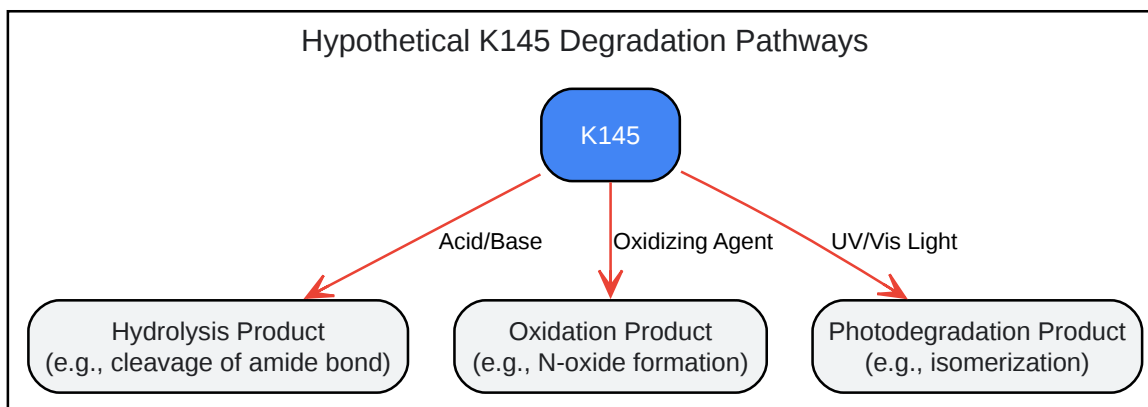 Hypothetical K145 Degradation Pathways
K145
Acid/Base
Oxidizing Agent
UV/Vis Light
Hydrolysis Product
(e.g., cleavage of amide bond)
Oxidation Product
(e.g., N-oxide formation)
Photodegradation Product
(e.g., isomerization)